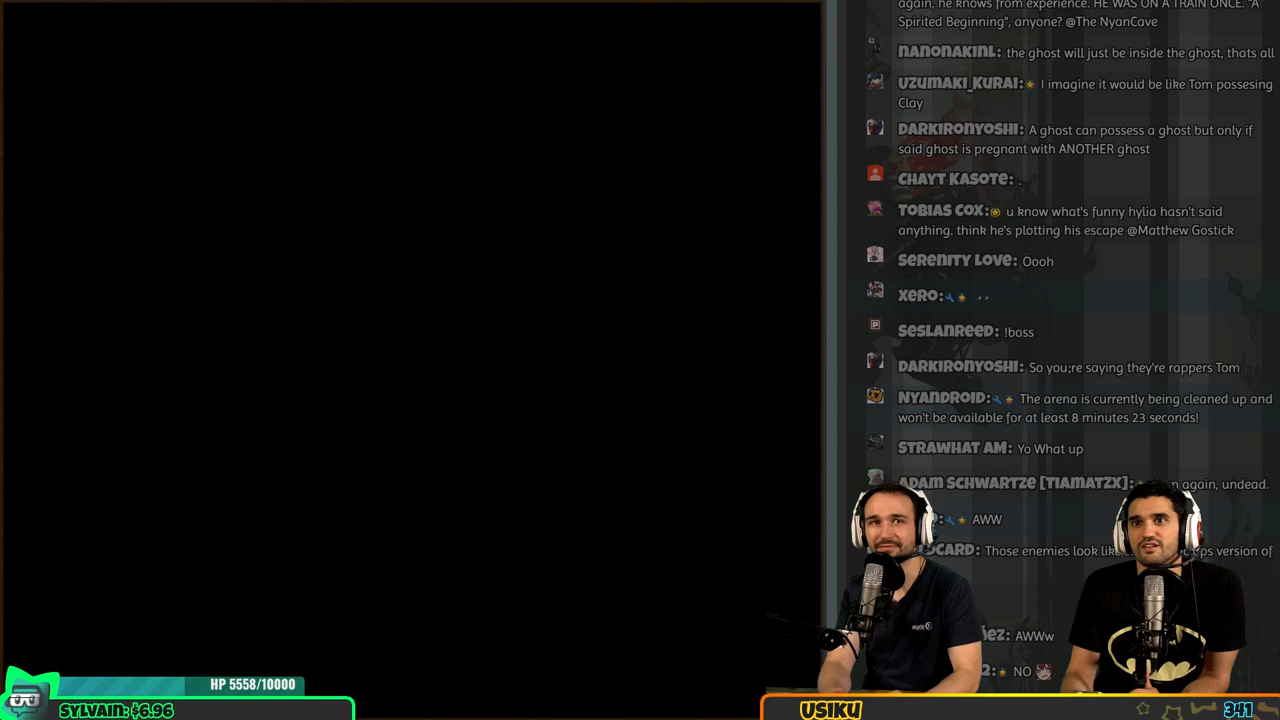 again, he knows from experience. HE WAS ON A TRAIN ONCE. "A
Spirited Beginning", anyone? @The NyanCave
NANONAKINL: the ghost will just be inside the ghost, thats all
UZUMAKI_KURAI: I imagine it would be like Tom possesing
Clay
DARKIRONYOSHI: A ghost can possess a ghost but only if
said ghost is pregnant with ANOTHER ghost
CHAYT KASOTE: .
TOBIAS COX: u know what's funny hylia hasn't said
anything. think he's plotting his escape @Matthew Gostick
SERENITY LOVE: Oooh
XERO:
SESLANREED: !boss
DARKIRONYOSHI: So you;re saying they're rappers Tom
NYANDROID: The arena is currently being cleaned up and
won't be available for at least 8 minutes 23 seconds!
STRAWHAT AM: Yo What up
ADAM SCHWARTZE [TIAMATZX]: again, undead.
AWW
Those enemies look like version of
AWWw
NO
HP 5558/10000
SYLVAIN: $6.96
USIKU
341